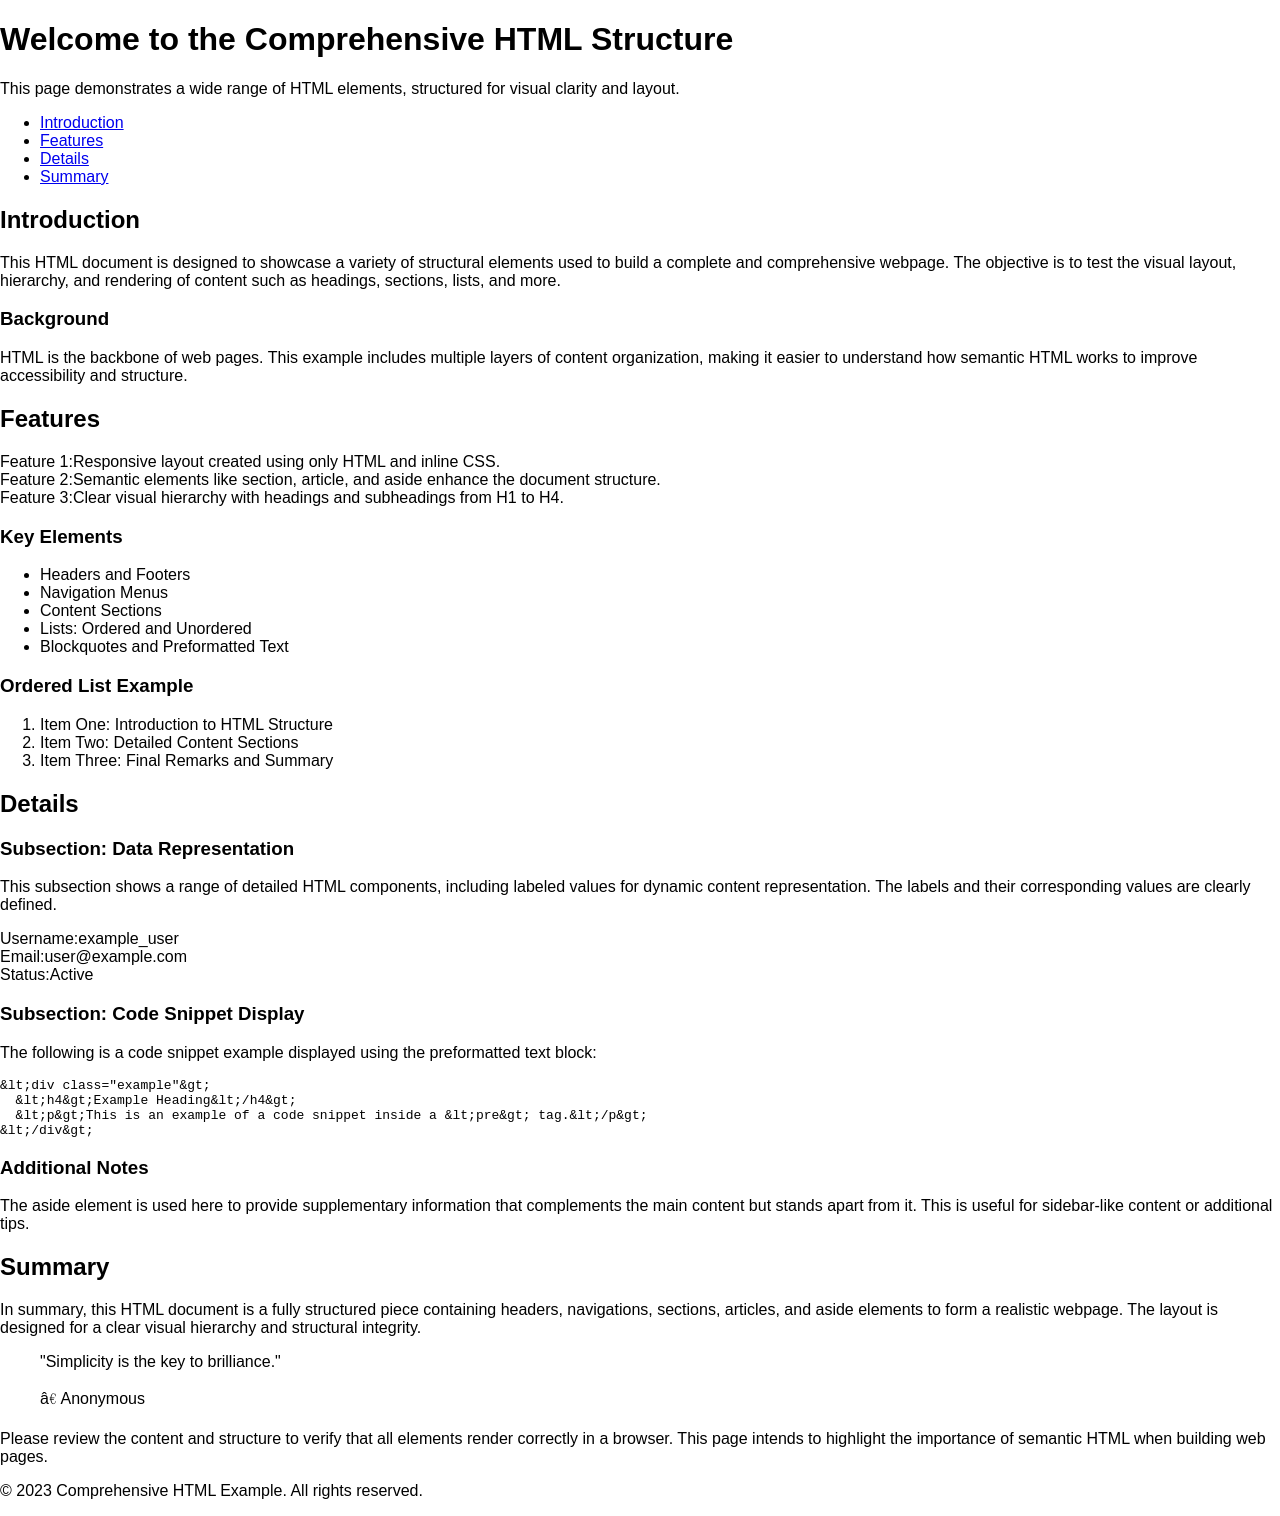 Welcome to the Comprehensive HTML Structure
This page demonstrates a wide range of HTML elements, structured for visual clarity and layout.
Introduction
Features
Details
Summary
Introduction
This HTML document is designed to showcase a variety of structural elements used to build a complete and comprehensive webpage. The objective is to test the visual layout,
hierarchy, and rendering of content such as headings, sections, lists, and more.
Background
HTML is the backbone of web pages. This example includes multiple layers of content organization, making it easier to understand how semantic HTML works to improve
accessibility and structure.
Features
Feature 1:Responsive layout created using only HTML and inline CSS.
Feature 2:Semantic elements like section, article, and aside enhance the document structure.
Feature 3:Clear visual hierarchy with headings and subheadings from H1 to H4.
Key Elements
Headers and Footers
Navigation Menus
Content Sections
Lists: Ordered and Unordered
Blockquotes and Preformatted Text
Ordered List Example
1. Item One: Introduction to HTML Structure
2. Item Two: Detailed Content Sections
3. Item Three: Final Remarks and Summary
Details
Subsection: Data Representation
This subsection shows a range of detailed HTML components, including labeled values for dynamic content representation. The labels and their corresponding values are clearly
defined.
Username:example_user
Email:user@example.com
Status:Active
Subsection: Code Snippet Display
The following is a code snippet example displayed using the preformatted text block:
&lt;div class="example"&gt;
  &lt;h4&gt;Example Heading&lt;/h4&gt;
  &lt;p&gt;This is an example of a code snippet inside a &lt;pre&gt; tag.&lt;/p&gt;
&lt;/div&gt;
Additional Notes
The aside element is used here to provide supplementary information that complements the main content but stands apart from it. This is useful for sidebar-like content or additional
tips.
Summary
In summary, this HTML document is a fully structured piece containing headers, navigations, sections, articles, and aside elements to form a realistic webpage. The layout is
designed for a clear visual hierarchy and structural integrity.
"Simplicity is the key to brilliance."
â€ Anonymous
Please review the content and structure to verify that all elements render correctly in a browser. This page intends to highlight the importance of semantic HTML when building web
pages.
© 2023 Comprehensive HTML Example. All rights reserved.